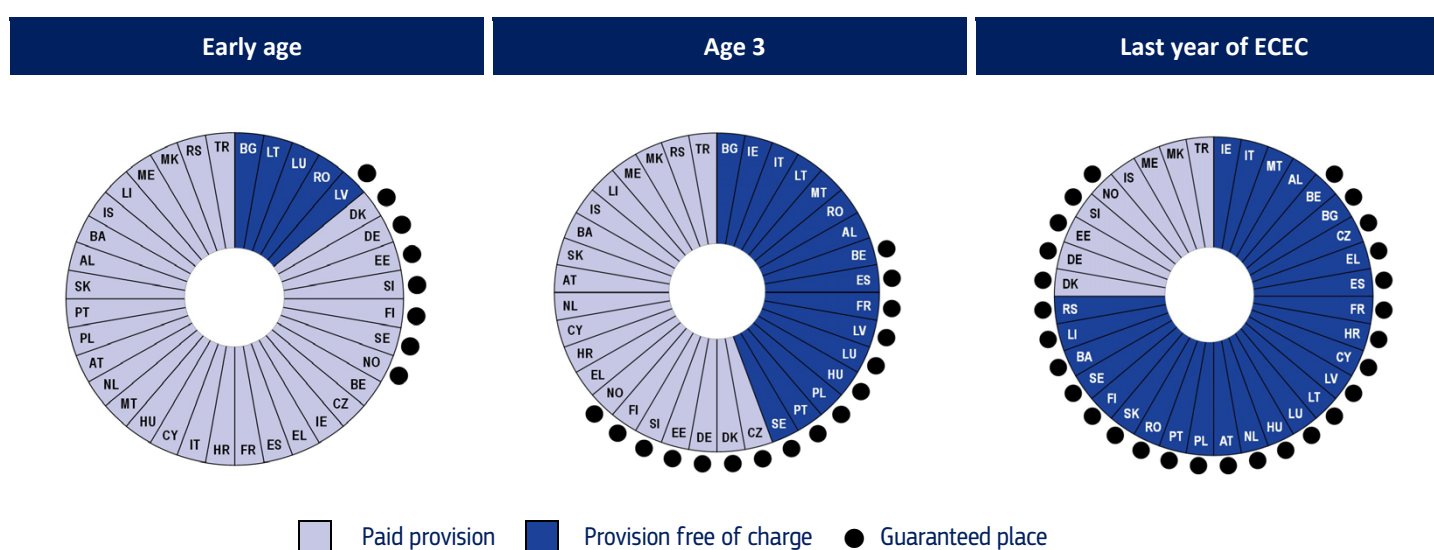 Early age
Age 3
Last year of ECEC
BG
LT
LU
RO
LV
DK
DE
EE
SI
FI
SE
NO
BE
CZ
IE
EL
ES
FR
HR
IT
CY
HU
MT
NL
AT
PL
PT
SK
AL
BA
IS
LI
ME
MK
RS
TR
BG
IE
IT
LT
MT
RO
AL
BE
ES
FR
LV
LU
HU
PL
PT
SE
CZ
DK
DE
EE
SI
FI
NO
EL
HR
CY
NL
AT
SK
BA
IS
LI
ME
MK
RS
TR
IE
IT
MT
AL
BE
BG
CZ
EL
ES
FR
HR
CY
LV
LT
LU
HU
NL
AT
PL
PT
RO
SK
FI
SE
BA
LI
RS
DK
DE
EE
SI
NO
IS
ME
MK
TR
Paid provision
Provision free of charge
Guaranteed place